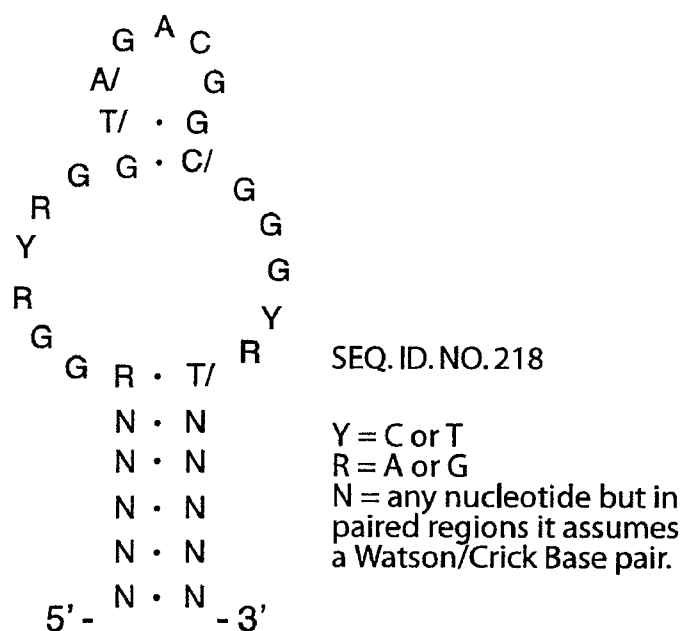 A
G C
A/ G
T/ · G
G G · C/
R G
Y G
R G
G Y
G R · T/ R
N · N
N · N
N · N
N · N
N · N
5' - - 3'
SEQ. ID. NO. 218
Y = C or T
R = A or G
N = any nucleotide but in
paired regions it assumes
a Watson/Crick Base pair.